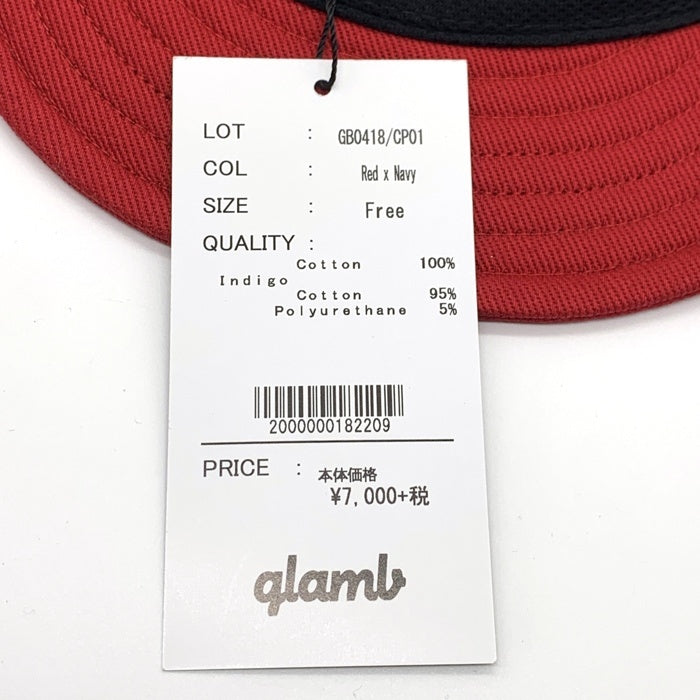 LOT : GB0418/CP01
COL : Red x Navy
SIZE : Free
QUALITY :
Cotton 100%
Indigo
Cotton 95%
Polyurethane 5%
2000000182209
PRICE : 本体価格
¥7,000+税
glamb